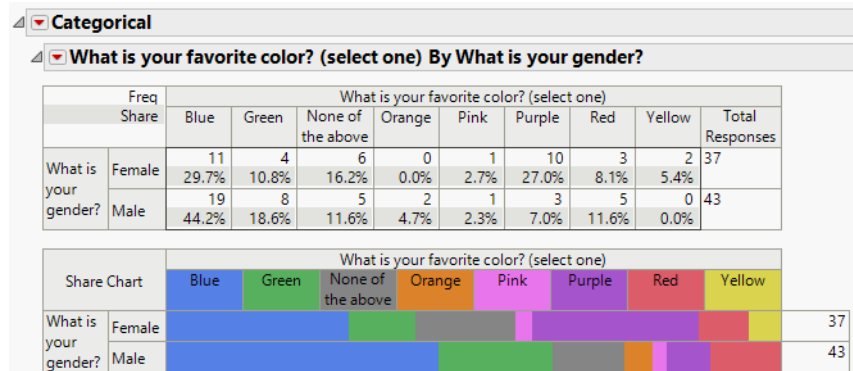 Categorical
What is your favorite color? (select one) By What is your gender?
Freq What is your favorite color? (select one)
Share Blue Green None of the above Orange Pink Purple Red Yellow Total Responses
What is your gender? Female 11 4 6 0 1 10 3 2 37
29.7% 10.8% 16.2% 0.0% 2.7% 27.0% 8.1% 5.4%
Male 19 8 5 2 1 3 5 0 43
44.2% 18.6% 11.6% 4.7% 2.3% 7.0% 11.6% 0.0%
What is your favorite color? (select one)
Share Chart Blue Green None of the above Orange Pink Purple Red Yellow
What is your gender? Female 37
Male 43